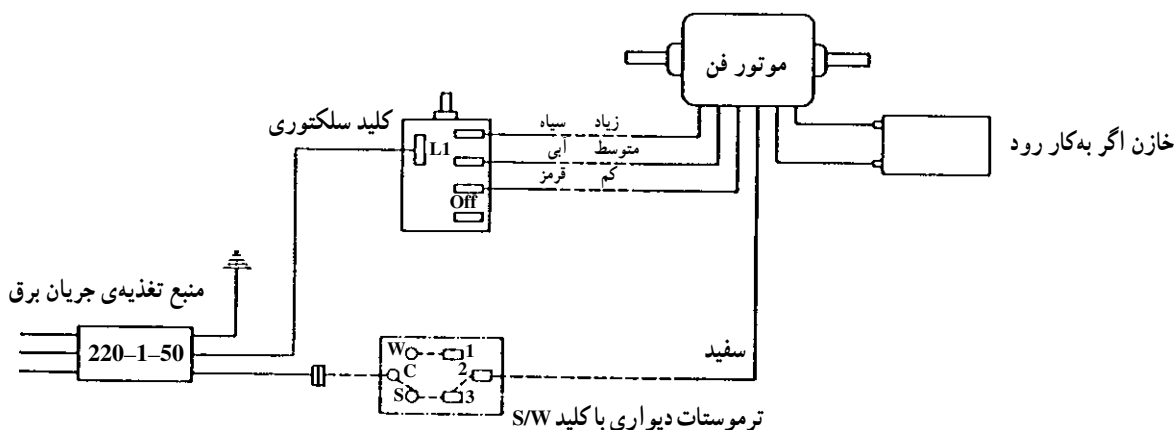 موتور فن
کلید سلکتوری
L1
Off
سیاه زیاد
آبی متوسط
قرمز کم
خازن اگر به‌کار رود
منبع تغذیه‌ی جریان برق
220–1–50
W 1
C 2
S 3
سفید
ترموستات دیواری با کلید S/W